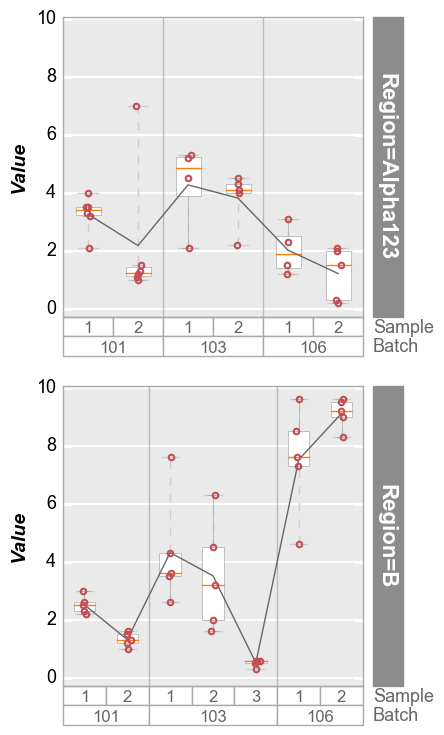 10
8
6
4
2
0
Value
Region=Alpha123
1 2 1 2 1 2 Sample
101 103 106 Batch
10
8
6
4
2
0
Value
Region=B
1 2 1 2 3 1 2 Sample
101 103 106 Batch